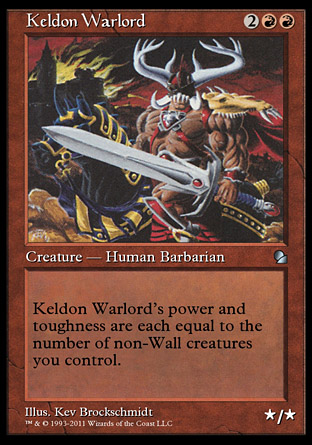 Keldon Warlord 2
Creature — Human Barbarian
Keldon Warlord's power and
toughness are each equal to the
number of non-Wall creatures
you control.
Illus. Kev Brockschmidt
™ & © 1993-2011 Wizards of the Coast LLC
★/★